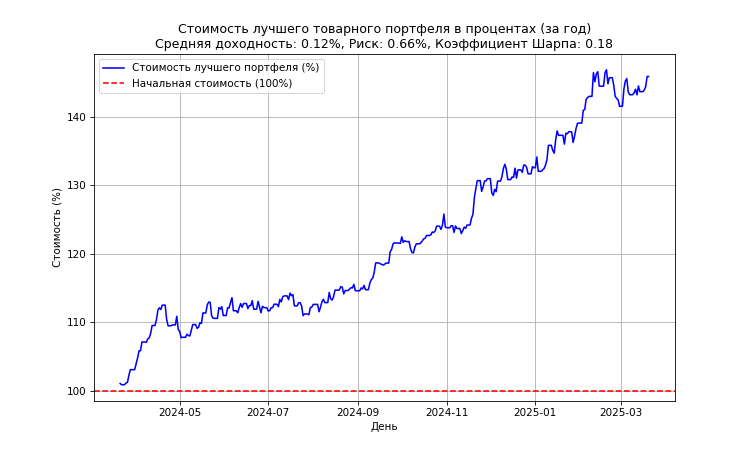 Стоимость лучшего товарного портфеля в процентах (за год)
Средняя доходность: 0.12%, Риск: 0.66%, Коэффициент Шарпа: 0.18
Стоимость лучшего портфеля (%)
Начальная стоимость (100%)
Стоимость (%)
140
130
120
110
100
2024-05
2024-07
2024-09
2024-11
2025-01
2025-03
День